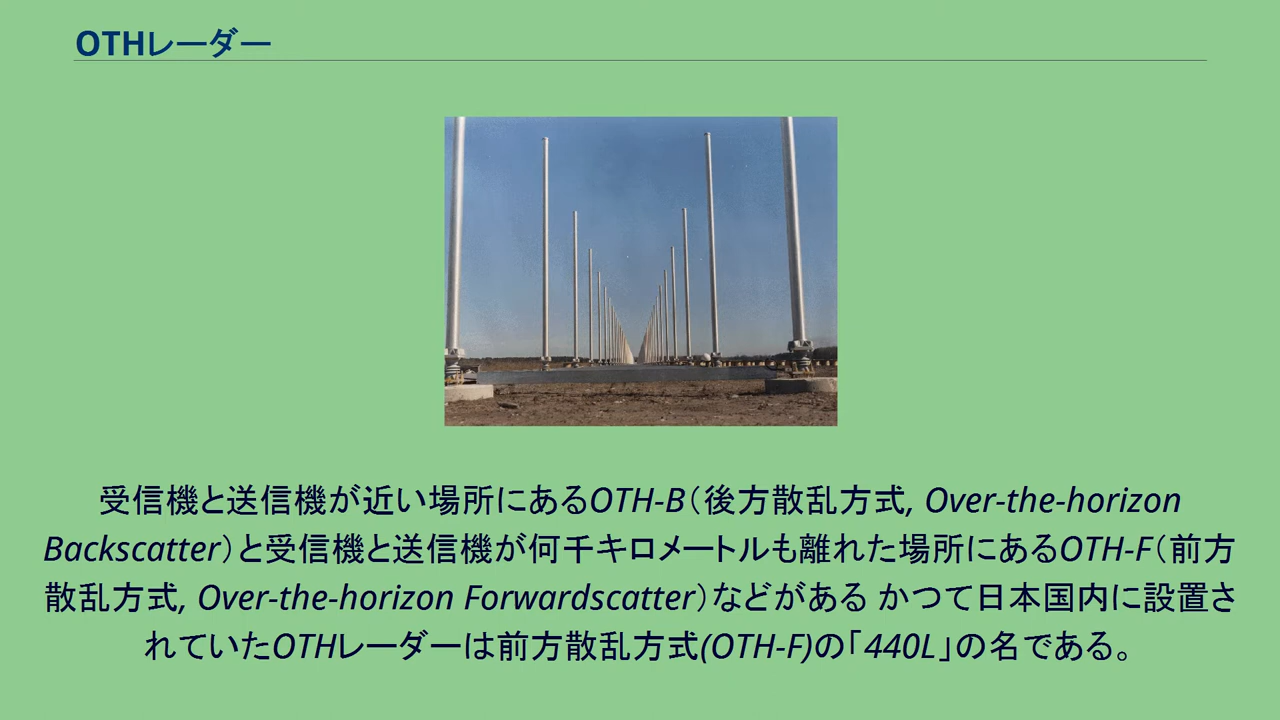 OTHレーダー
受信機と送信機が近い場所にあるOTH-B（後方散乱方式, Over-the-horizon
Backscatter）と受信機と送信機が何千キロメートルも離れた場所にあるOTH-F（前方
散乱方式, Over-the-horizon Forwardscatter）などがある かつて日本国内に設置さ
れていたOTHレーダーは前方散乱方式(OTH-F)の「440L」の名である。